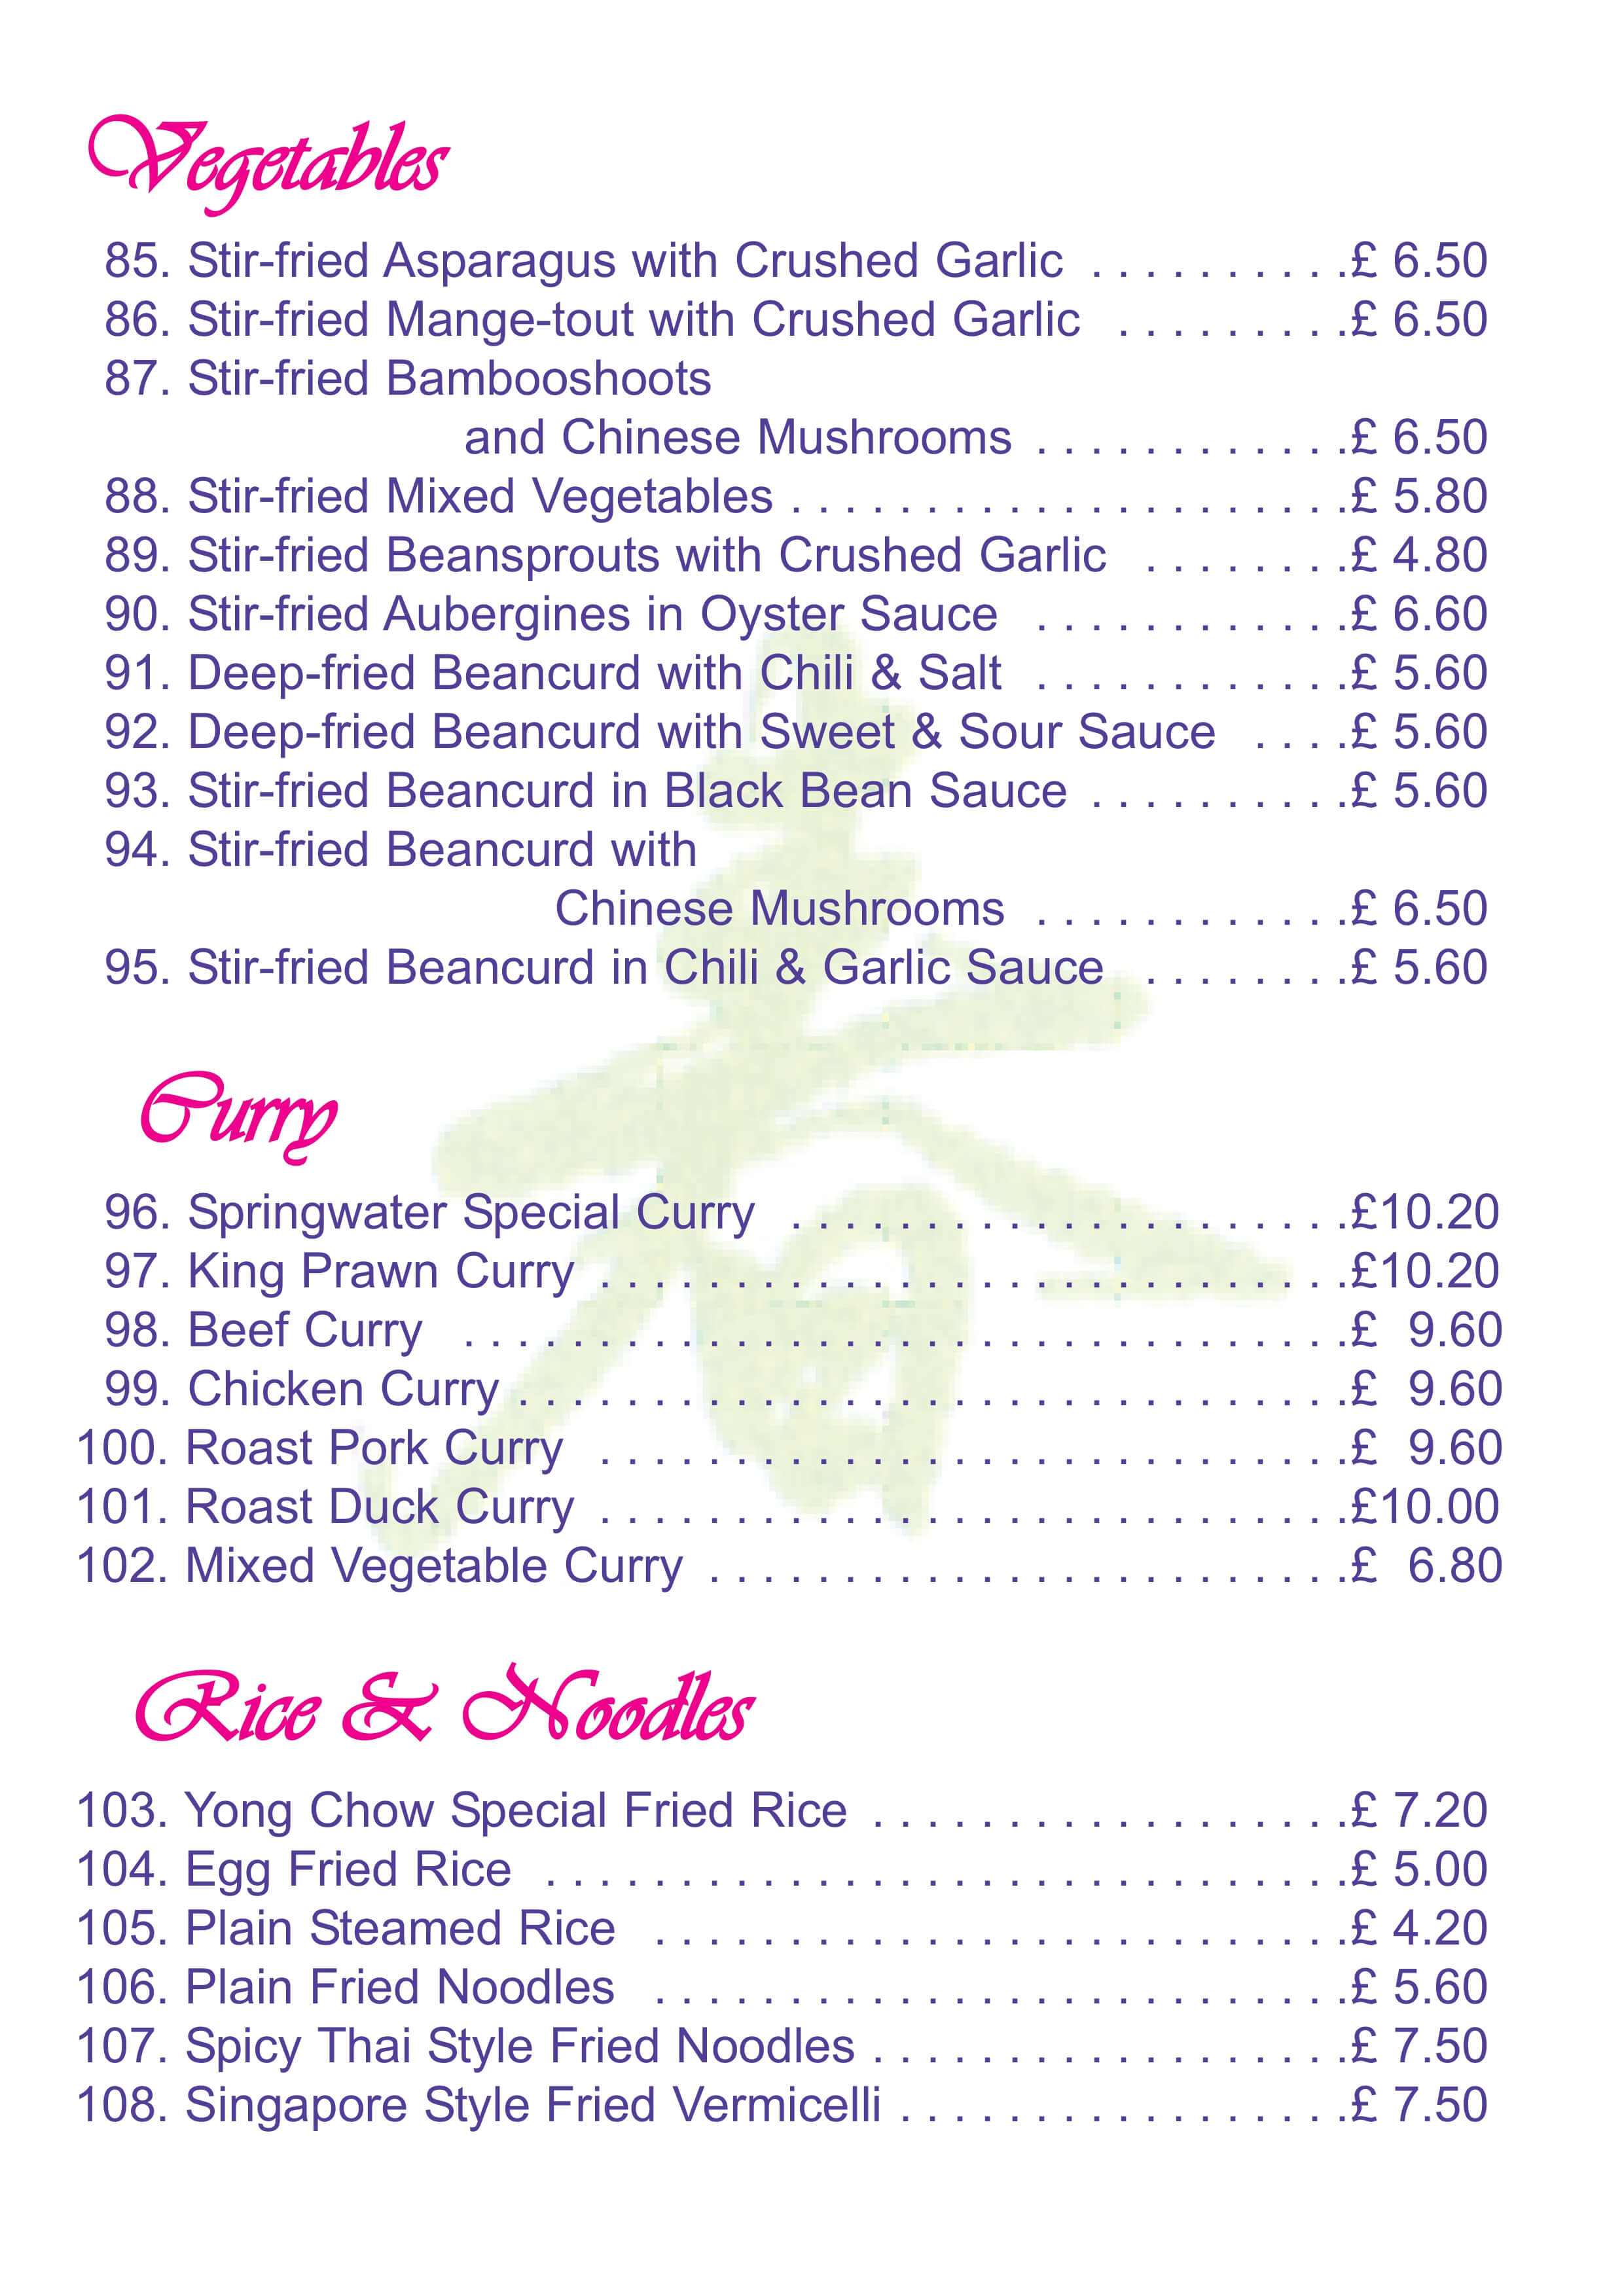 Vegetables
85. Stir-fried Asparagus with Crushed Garlic . . . . . . . . . .£ 6.50
86. Stir-fried Mange-tout with Crushed Garlic . . . . . . . . .£ 6.50
87. Stir-fried Bambooshoots
and Chinese Mushrooms . . . . . . . . . . . .£ 6.50
88. Stir-fried Mixed Vegetables . . . . . . . . . . . . . . . . . . . . .£ 5.80
89. Stir-fried Beansprouts with Crushed Garlic . . . . . . . .£ 4.80
90. Stir-fried Aubergines in Oyster Sauce . . . . . . . . . . . .£ 6.60
91. Deep-fried Beancurd with Chili & Salt . . . . . . . . . . . .£ 5.60
92. Deep-fried Beancurd with Sweet & Sour Sauce . . . .£ 5.60
93. Stir-fried Beancurd in Black Bean Sauce . . . . . . . . . .£ 5.60
94. Stir-fried Beancurd with
Chinese Mushrooms . . . . . . . . . . . .£ 6.50
95. Stir-fried Beancurd in Chili & Garlic Sauce . . . . . . . .£ 5.60
Curry
96. Springwater Special Curry . . . . . . . . . . . . . . . . . . . . .£10.20
97. King Prawn Curry . . . . . . . . . . . . . . . . . . . . . . . . . . . .£10.20
98. Beef Curry . . . . . . . . . . . . . . . . . . . . . . . . . . . . . . . . .£ 9.60
99. Chicken Curry . . . . . . . . . . . . . . . . . . . . . . . . . . . . . . .£ 9.60
100. Roast Pork Curry . . . . . . . . . . . . . . . . . . . . . . . . . . . .£ 9.60
101. Roast Duck Curry . . . . . . . . . . . . . . . . . . . . . . . . . . . .£10.00
102. Mixed Vegetable Curry . . . . . . . . . . . . . . . . . . . . . . . .£ 6.80
Rice & Noodles
103. Yong Chow Special Fried Rice . . . . . . . . . . . . . . . . . .£ 7.20
104. Egg Fried Rice . . . . . . . . . . . . . . . . . . . . . . . . . . . . . .£ 5.00
105. Plain Steamed Rice . . . . . . . . . . . . . . . . . . . . . . . . . .£ 4.20
106. Plain Fried Noodles . . . . . . . . . . . . . . . . . . . . . . . . . .£ 5.60
107. Spicy Thai Style Fried Noodles . . . . . . . . . . . . . . . . . .£ 7.50
108. Singapore Style Fried Vermicelli . . . . . . . . . . . . . . . . .£ 7.50